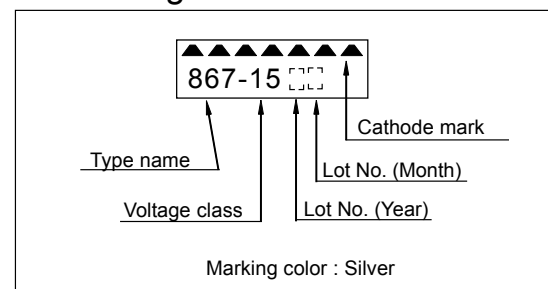 867-15
Cathode mark
Type name
Lot No. (Month)
Voltage class
Lot No. (Year)
Marking color : Silver